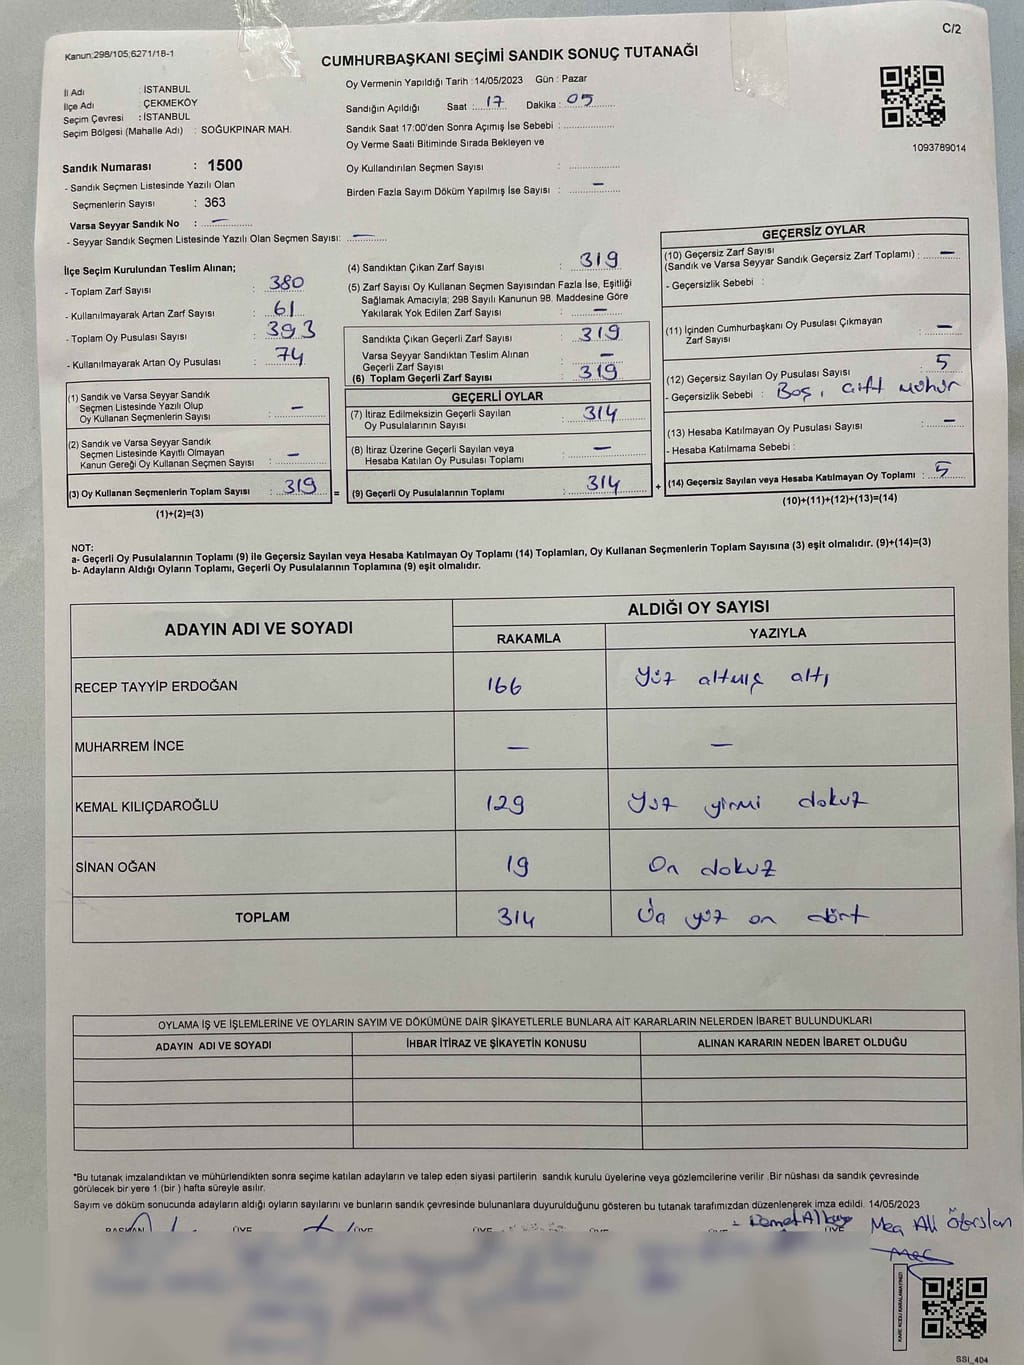 Kanun:298/105;6271/18-1
C/2
CUMHURBAŞKANI SEÇİMİ SANDIK SONUÇ TUTANAĞI
İl Adı : İSTANBUL
İlçe Adı : ÇEKMEKÖY
Seçim Çevresi : İSTANBUL
Seçim Bölgesi (Mahalle Adı) : SOĞUKPINAR MAH.
Oy Vermenin Yapıldığı Tarih :14/05/2023 Gün : Pazar
Sandığın Açıldığı Saat : 17 Dakika : 05
Sandık Saat 17:00'den Sonra Açımış İse Sebebi :
Oy Verme Saati Bitiminde Sırada Bekleyen ve
Oy Kullandırılan Seçmen Sayısı :
Birden Fazla Sayım Döküm Yapılmış İse Sayısı : —
1093789014
Sandık Numarası : 1500
- Sandık Seçmen Listesinde Yazılı Olan
Seçmenlerin Sayısı : 363
Varsa Seyyar Sandık No : —
- Seyyar Sandık Seçmen Listesinde Yazılı Olan Seçmen Sayısı: —
İlçe Seçim Kurulundan Teslim Alınan;
- Toplam Zarf Sayısı : 380
- Kullanılmayarak Artan Zarf Sayısı : 61
- Toplam Oy Pusulası Sayısı : 393
- Kullanılmayarak Artan Oy Pusulası : 74
(1) Sandık ve Varsa Seyyar Sandık
Seçmen Listesinde Yazılı Olup
Oy Kullanan Seçmenlerin Sayısı : —
(2) Sandık ve Varsa Seyyar Sandık
Seçmen Listesinde Kayıtlı Olmayan
Kanun Gereği Oy Kullanan Seçmen Sayısı : —
(3) Oy Kullanan Seçmenlerin Toplam Sayısı : 319 =
(1)+(2)=(3)
(4) Sandıktan Çıkan Zarf Sayısı : 319
(5) Zarf Sayısı Oy Kullanan Seçmen Sayısından Fazla İse, Eşitliği
Sağlamak Amacıyla; 298 Sayılı Kanunun 98. Maddesine Göre
Yakılarak Yok Edilen Zarf Sayısı : —
Sandıkta Çıkan Geçerli Zarf Sayısı : 319
Varsa Seyyar Sandıktan Teslim Alınan
Geçerli Zarf Sayısı : —
(6) Toplam Geçerli Zarf Sayısı : 319
GEÇERLİ OYLAR
(7) İtiraz Edilmeksizin Geçerli Sayılan
Oy Pusulalarının Sayısı : 314
(8) İtiraz Üzerine Geçerli Sayılan veya
Hesaba Katılan Oy Pusulası Toplamı : —
(9) Geçerli Oy Pusulalarının Toplamı : 314 +
GEÇERSİZ OYLAR
(10) Geçersiz Zarf Sayısı
(Sandık ve Varsa Seyyar Sandık Geçersiz Zarf Toplamı) : —
- Geçersizlik Sebebi :
(11) İçinden Cumhurbaşkanı Oy Pusulası Çıkmayan
Zarf Sayısı : —
(12) Geçersiz Sayılan Oy Pusulası Sayısı : 5
- Geçersizlik Sebebi : Boş, çift mühür
(13) Hesaba Katılmayan Oy Pusulası Sayısı : —
- Hesaba Katılmama Sebebi :
(14) Geçersiz Sayılan veya Hesaba Katılmayan Oy Toplamı : 5
(10)+(11)+(12)+(13)=(14)
NOT:
a- Geçerli Oy Pusulalarının Toplamı (9) ile Geçersiz Sayılan veya Hesaba Katılmayan Oy Toplamı (14) Toplamları, Oy Kullanan Seçmenlerin Toplam Sayısına (3) eşit olmalıdır. (9)+(14)=(3)
b- Adayların Aldığı Oyların Toplamı, Geçerli Oy Pusulalarının Toplamına (9) eşit olmalıdır.
ADAYIN ADI VE SOYADI ALDIĞI OY SAYISI
RAKAMLA YAZIYLA
RECEP TAYYİP ERDOĞAN 166 Yüz altmış altı
MUHARREM İNCE — —
KEMAL KILIÇDAROĞLU 129 Yüz yirmi dokuz
SİNAN OĞAN 19 On dokuz
TOPLAM 314 Üç yüz on dört
OYLAMA İŞ VE İŞLEMLERİNE VE OYLARIN SAYIM VE DÖKÜMÜNE DAİR ŞİKAYETLERLE BUNLARA AİT KARARLARIN NELERDEN İBARET BULUNDUKLARI
ADAYIN ADI VE SOYADI İHBAR İTİRAZ VE ŞİKAYETİN KONUSU ALINAN KARARIN NEDEN İBARET OLDUĞU
*Bu tutanak imzalandıktan ve mühürlendikten sonra seçime katılan adayların ve talep eden siyasi partilerin sandık kurulu üyelerine veya gözlemcilerine verilir .Bir nüshası da sandık çevresinde
görülecek bir yere 1 (bir ) hafta süreyle asılır.
Sayım ve döküm sonucunda adayların aldığı oyların sayılarını ve bunların sandık çevresinde bulunanlara duyurulduğunu gösteren bu tutanak tarafımızdan düzenlenerek imza edildi. 14/05/2023
BAŞKAN ÜYE ÜYE ÜYE ÜYE
KARE KODU KARALAMAYINIZ!
SSİ_404